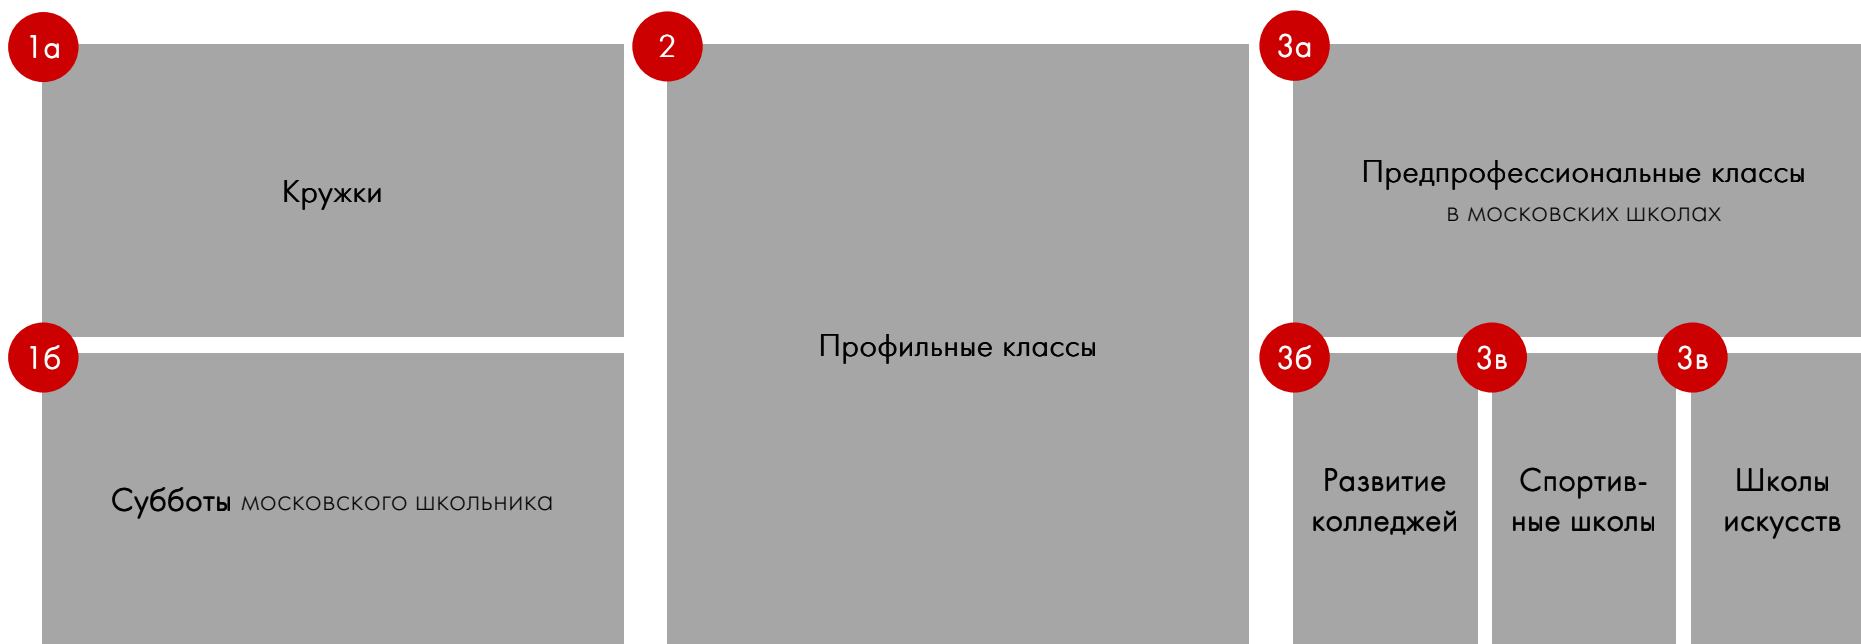 1а
Кружки
1б
Субботы московского школьника
2
Профильные классы
3а
Предпрофессиональные классы
в московских школах
3б
Развитие
колледжей
3в
Спортив-
ные школы
3в
Школы
искусств